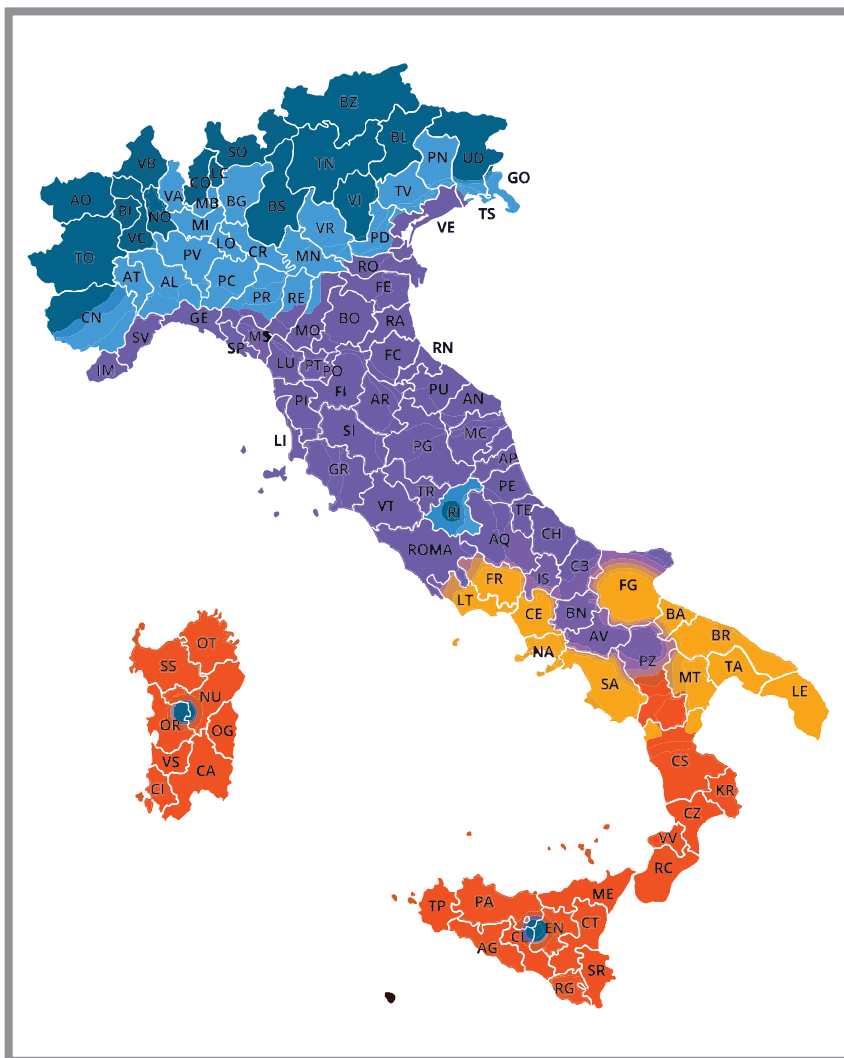 BZ
BL
SO
PN
UD
VB
TN
LC
GO
CO
VA
TV
AO
MB
BG
BI
NO
BS
VI
TS
MI
VR
VE
VC
PD
LO
TO
PV
CR
MN
RO
AT
AL
PC
FE
PR
RE
CN
GE
BO
RA
MO
SV
MS
SP
RN
FC
LU
PT
PO
IM
FI
PU
PI
AR
AN
SI
MC
LI
PG
AP
GR
PE
TR
VT
RI
TE
CH
AQ
ROMA
C3
FR
IS
FG
LT
CE
BN
BA
AV
BR
OT
NA
PZ
SS
TA
MT
SA
LE
NU
OR
OG
VS
CS
CA
CI
KR
CZ
VV
RC
ME
PA
TP
CT
EN
CL
AG
SR
RG